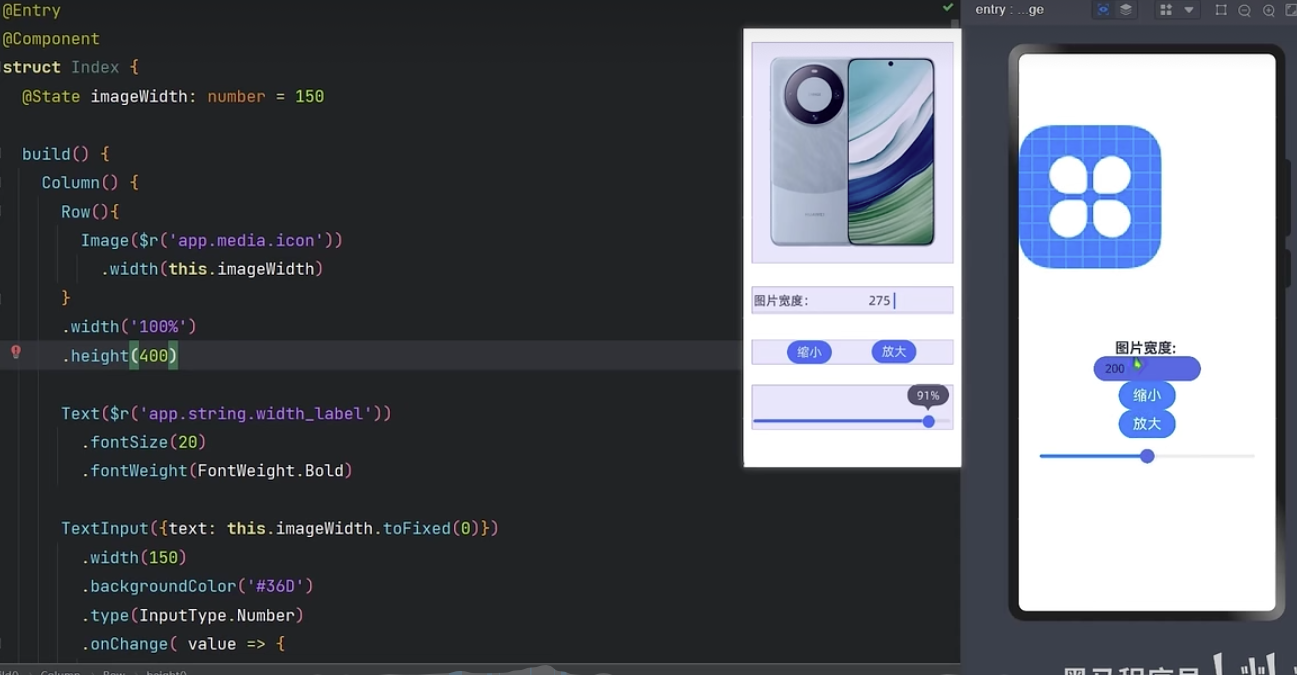 @Entry
@Component
struct Index {
@State imageWidth: number = 150
build() {
Column() {
Row(){
Image($r('app.media.icon'))
.width(this.imageWidth)
}
.width('100%')
.height(400)
Text($r('app.string.width_label'))
.fontSize(20)
.fontWeight(FontWeight.Bold)
TextInput({text: this.imageWidth.toFixed(0)})
.width(150)
.backgroundColor('#36D')
.type(InputType.Number)
.onChange( value => {
图片宽度:
275
缩小
放大
91%
entry : ...ge
图片宽度:
200
缩小
放大